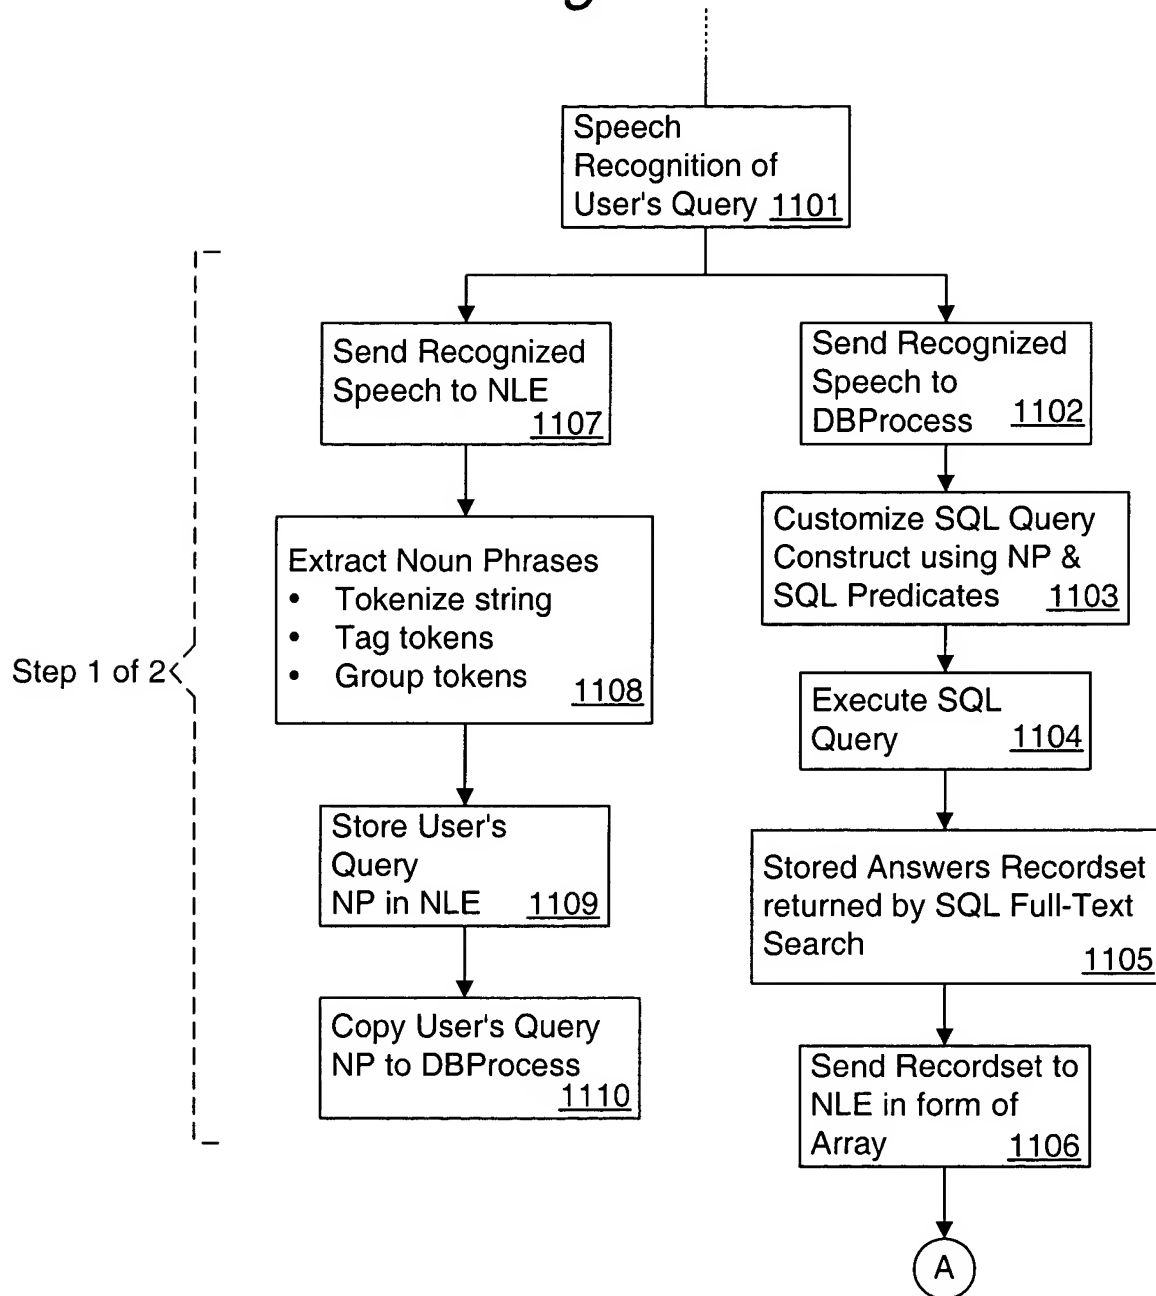 Speech
Recognition of
User's Query 1101
Send Recognized
Speech to NLE
1107
Send Recognized
Speech to
DBProcess 1102
Extract Noun Phrases
• Tokenize string
• Tag tokens
• Group tokens
1108
Customize SQL Query
Construct using NP &
SQL Predicates 1103
Step 1 of 2
Execute SQL
Query 1104
Store User's
Query
NP in NLE 1109
Stored Answers Recordset
returned by SQL Full-Text
Search
1105
Copy User's Query
NP to DBProcess
1110
Send Recordset to
NLE in form of
Array 1106
A